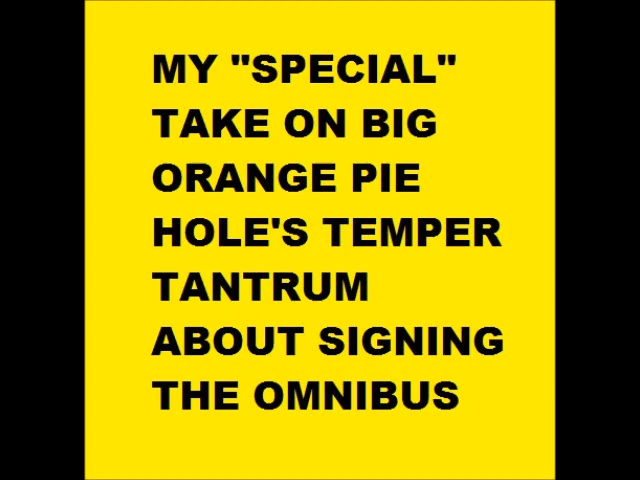 MY "SPECIAL"
TAKE ON BIG
ORANGE PIE
HOLE'S TEMPER
TANTRUM
ABOUT SIGNING
THE OMNIBUS